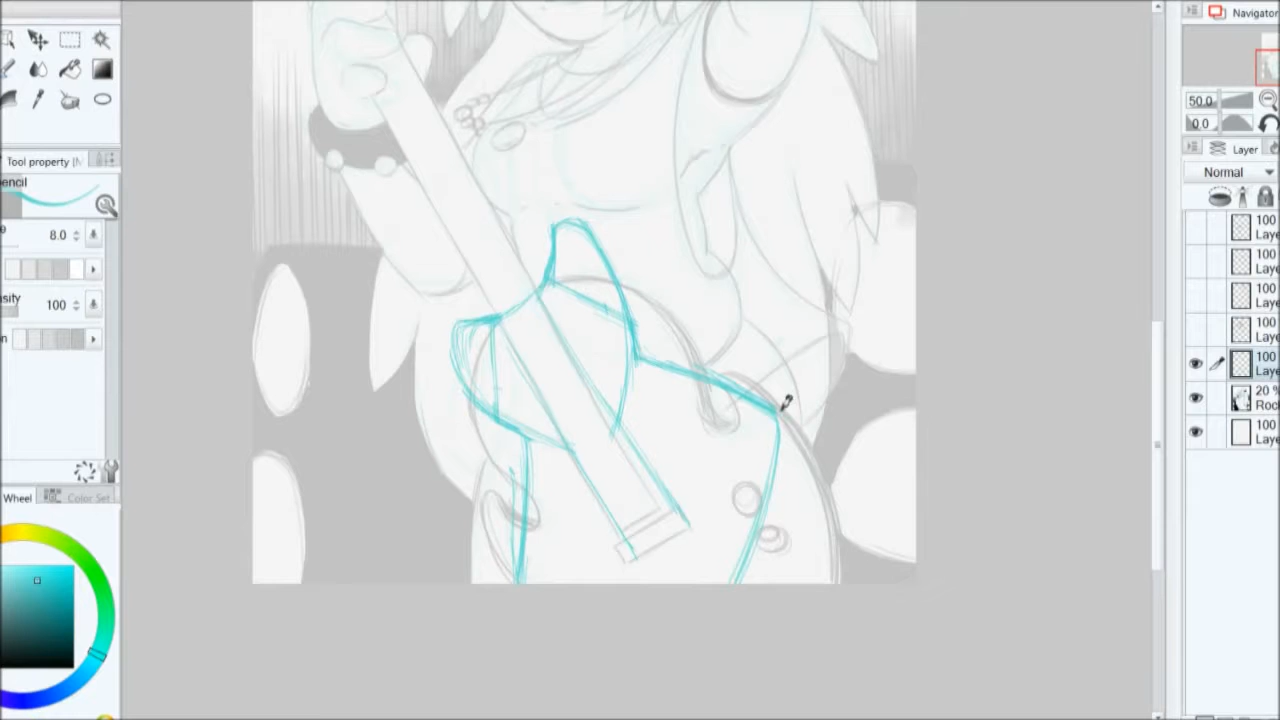 Navigator
50.0
0.0
Tool property [N
Layer
Normal
encil
8.0
nsity
100
n
100
Laye
100
Laye
100
Laye
100
Laye
100
Laye
20 %
Roc
100
Laye
Wheel
Color Set